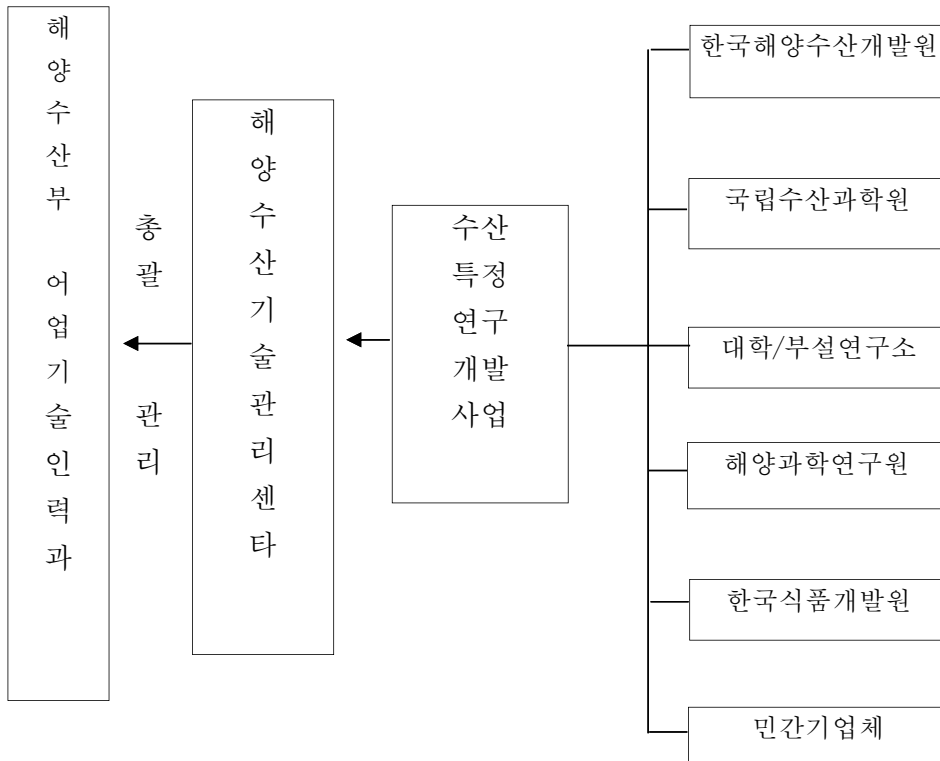 해양수산부 어업기술인력과
총괄 관리
해양수산기술관리센타
수산
특정
연구
개발
사업
한국해양수산개발원
국립수산과학원
대학/부설연구소
해양과학연구원
한국식품개발원
민간기업체